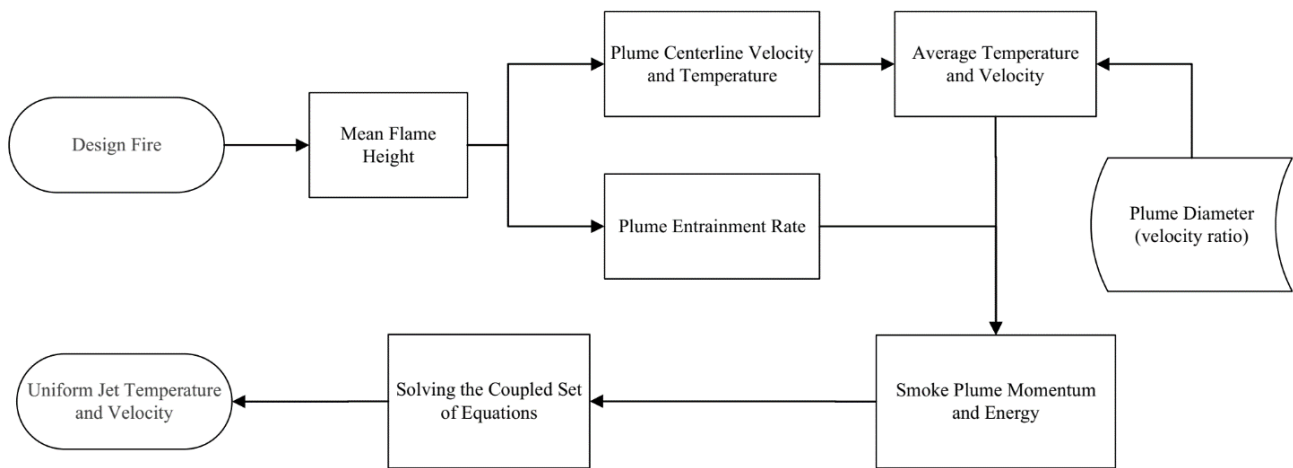 Design Fire
Mean Flame
Height
Plume Centerline Velocity
and Temperature
Average Temperature
and Velocity
Plume Entrainment Rate
Plume Diameter
(velocity ratio)
Uniform Jet Temperature
and Velocity
Solving the Coupled Set
of Equations
Smoke Plume Momentum
and Energy